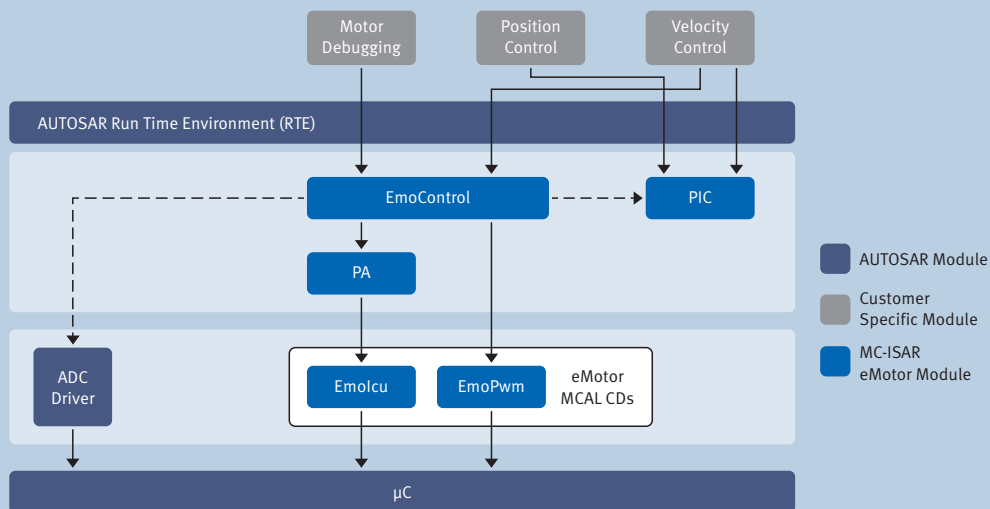 Motor
Debugging
Position
Control
Velocity
Control
AUTOSAR Run Time Environment (RTE)
EmoControl
PIC
PA
ADC
Driver
EmoIcu
EmoPwm
eMotor
MCAL CDs
µC
AUTOSAR Module
Customer
Specific Module
MC-ISAR
eMotor Module